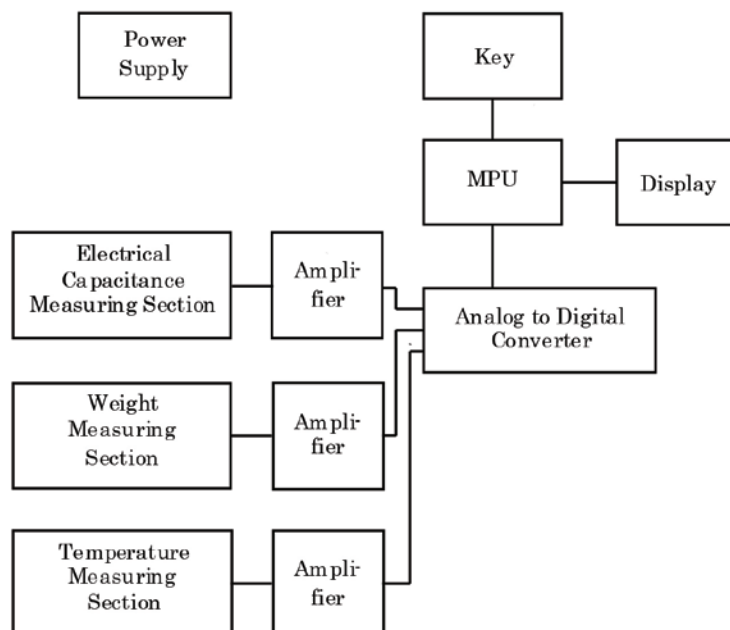 Power
Supply
Key
MPU
Display
Electrical
Capacitance
Measuring Section
Ampli-
fier
Analog to Digital
Converter
Weight
Measuring
Section
Ampli-
fier
Temperature
Measuring
Section
Ampli-
fier